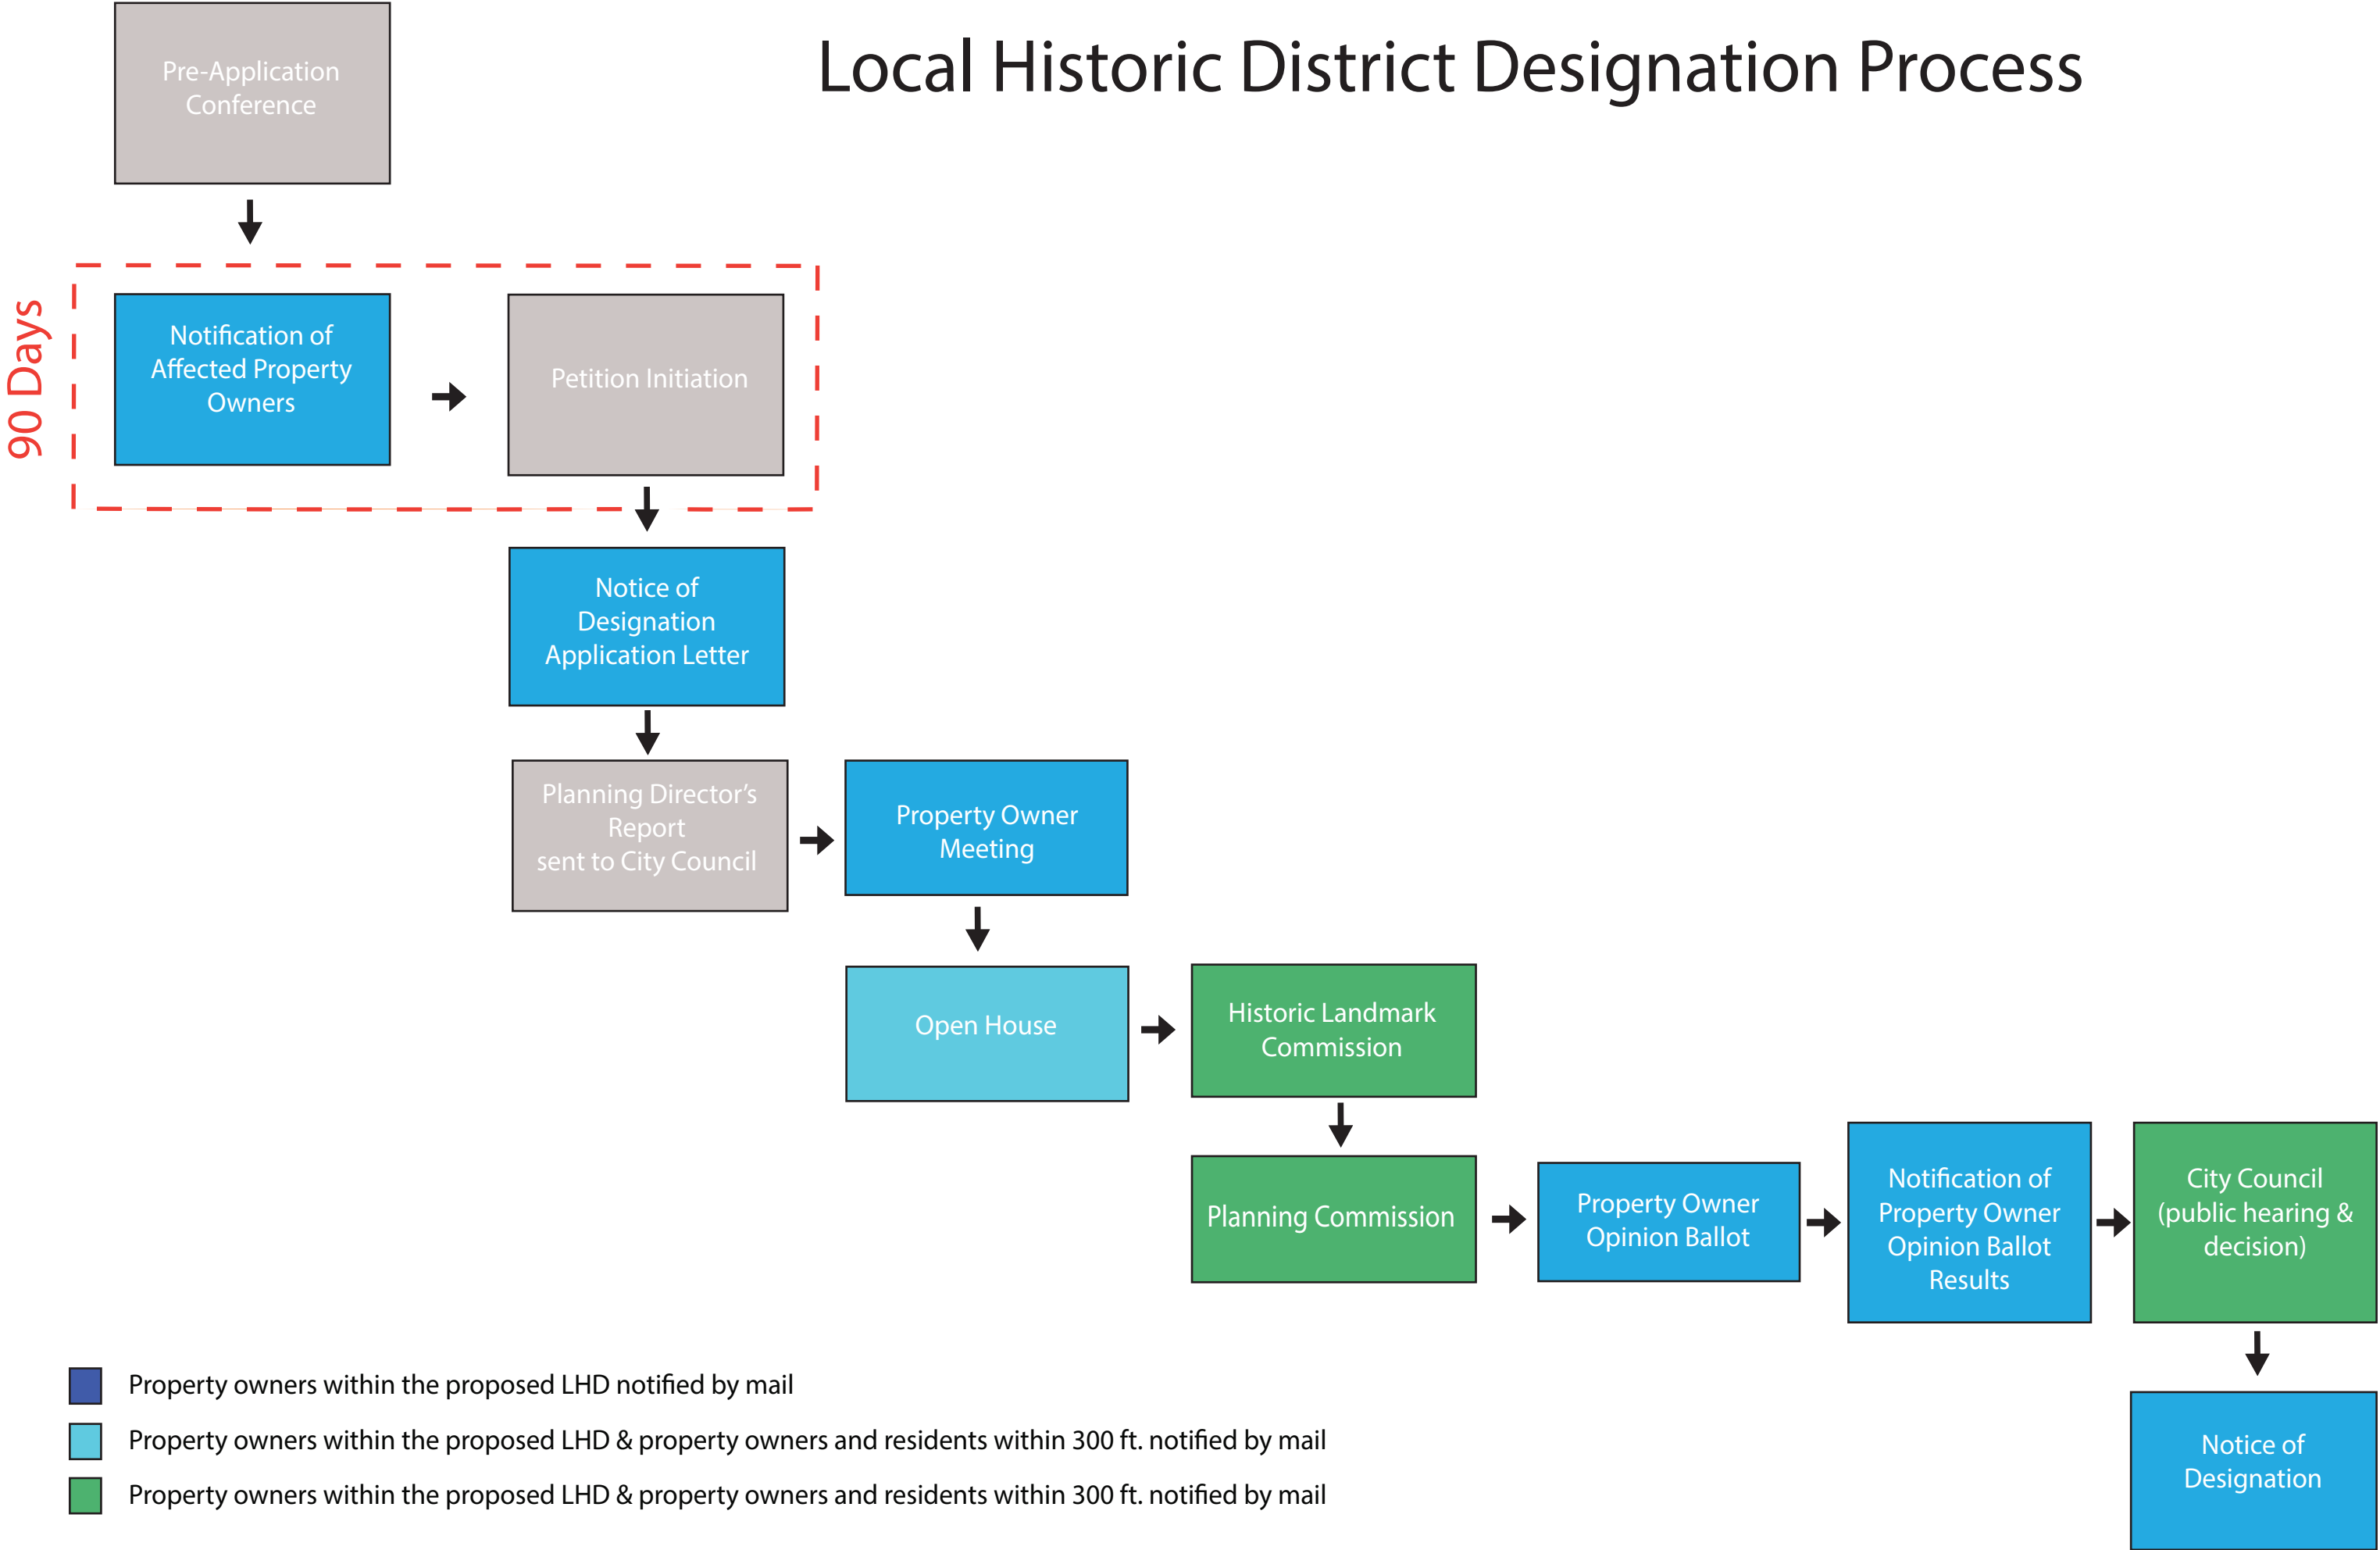 Local Historic District Designation Process
Pre-Application
Conference
90 Days
Notification of
Affected Property
Owners
Petition Initiation
Notice of
Designation
Application Letter
Planning Director’s
Report
sent to City Council
Property Owner
Meeting
Open House
Historic Landmark
Commission
Planning Commission
Property Owner
Opinion Ballot
Notification of
Property Owner
Opinion Ballot
Results
City Council
(public hearing &
decision)
Notice of
Designation
Property owners within the proposed LHD notified by mail
Property owners within the proposed LHD & property owners and residents within 300 ft. notified by mail
Property owners within the proposed LHD & property owners and residents within 300 ft. notified by mail